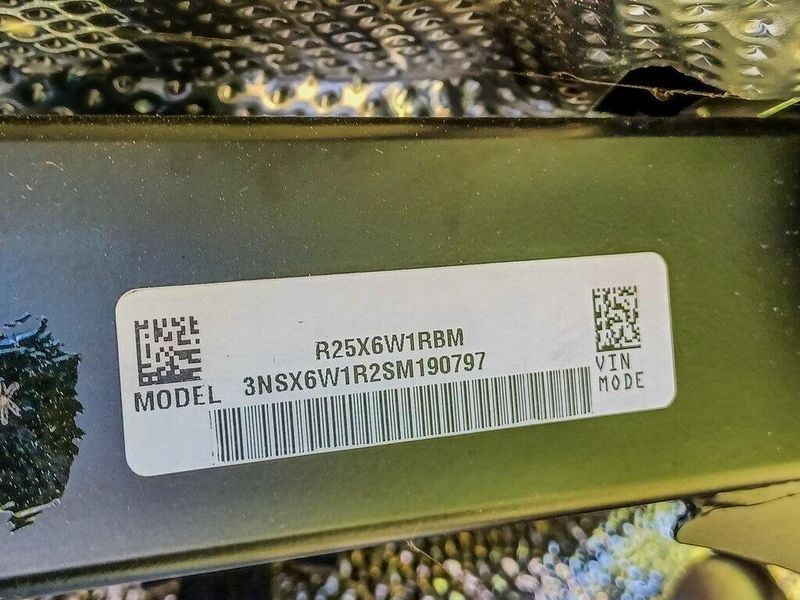 R25X6W1RBM
3NSX6W1R2SM190797
MODEL
VIN
MODE